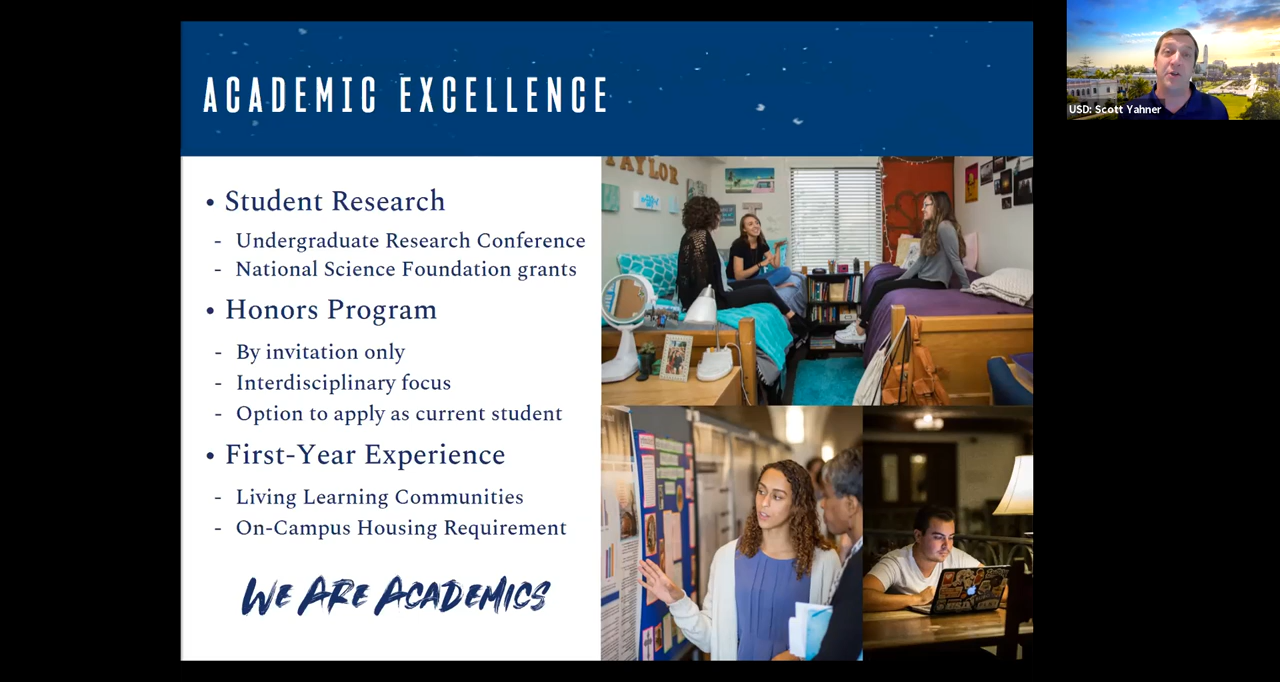 ACADEMIC EXCELLENCE
USD: Scott Yahner
• Student Research
- Undergraduate Research Conference
- National Science Foundation grants
• Honors Program
- By invitation only
- Interdisciplinary focus
- Option to apply as current student
• First-Year Experience
- Living Learning Communities
- On-Campus Housing Requirement
WE ARE ACADEMICS
TAYLOR